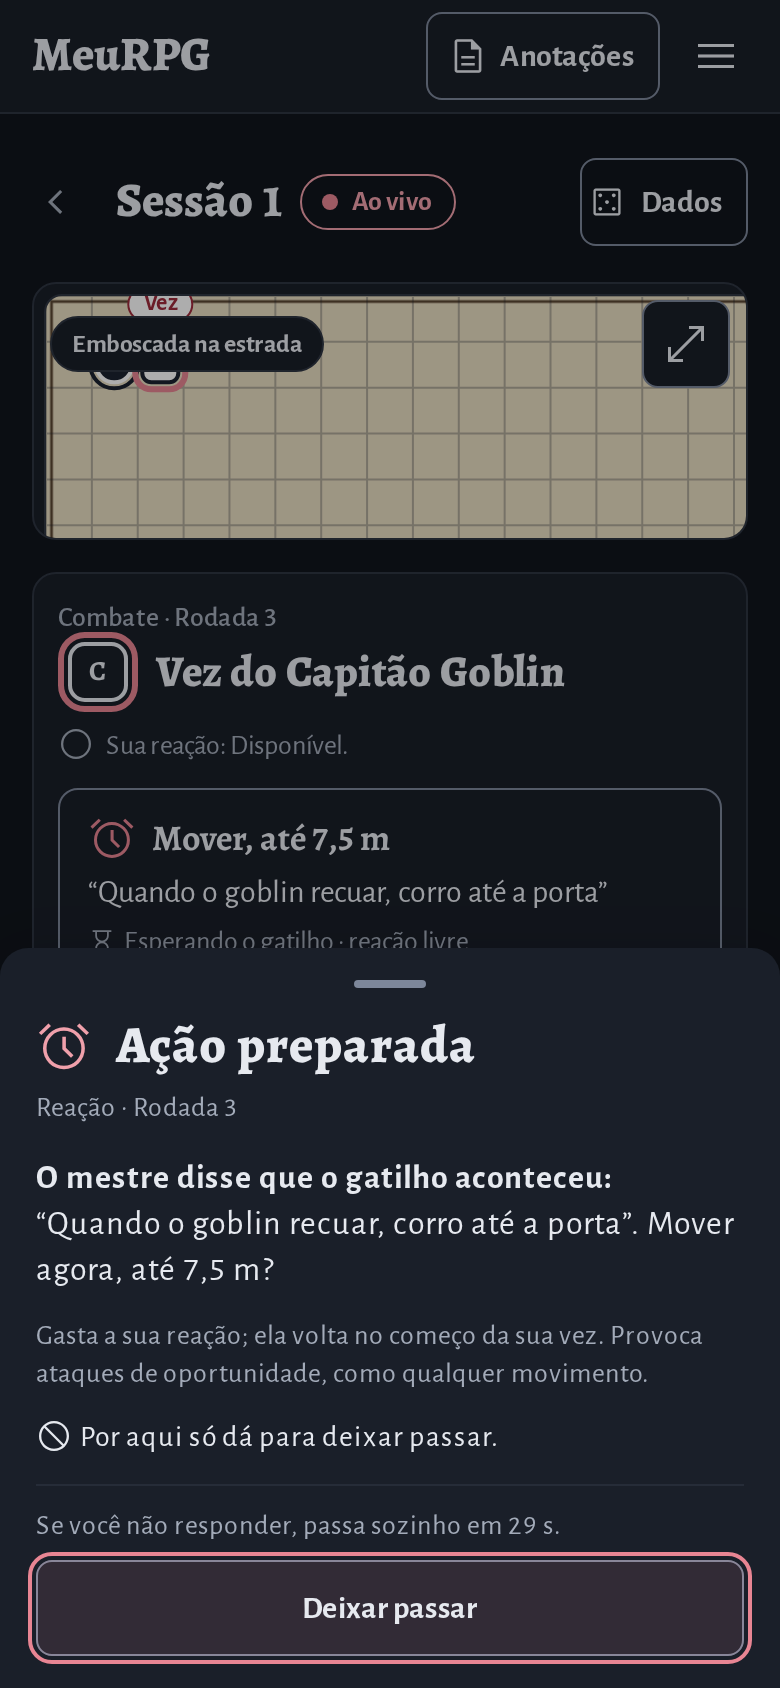 MeuRPG
Anotações
Sessão 1
Ao vivo
Dados
Vez
Emboscada na estrada
Combate · Rodada 3
C
Vez do Capitão Goblin
Sua reação: Disponível.
Mover, até 7,5 m
“Quando o goblin recuar, corro até a porta”
Esperando o gatilho · reação livre
Ação preparada
Reação · Rodada 3
O mestre disse que o gatilho aconteceu:
“Quando o goblin recuar, corro até a porta”. Mover
agora, até 7,5 m?
Gasta a sua reação; ela volta no começo da sua vez. Provoca
ataques de oportunidade, como qualquer movimento.
Por aqui só dá para deixar passar.
Se você não responder, passa sozinho em 29 s.
Deixar passar